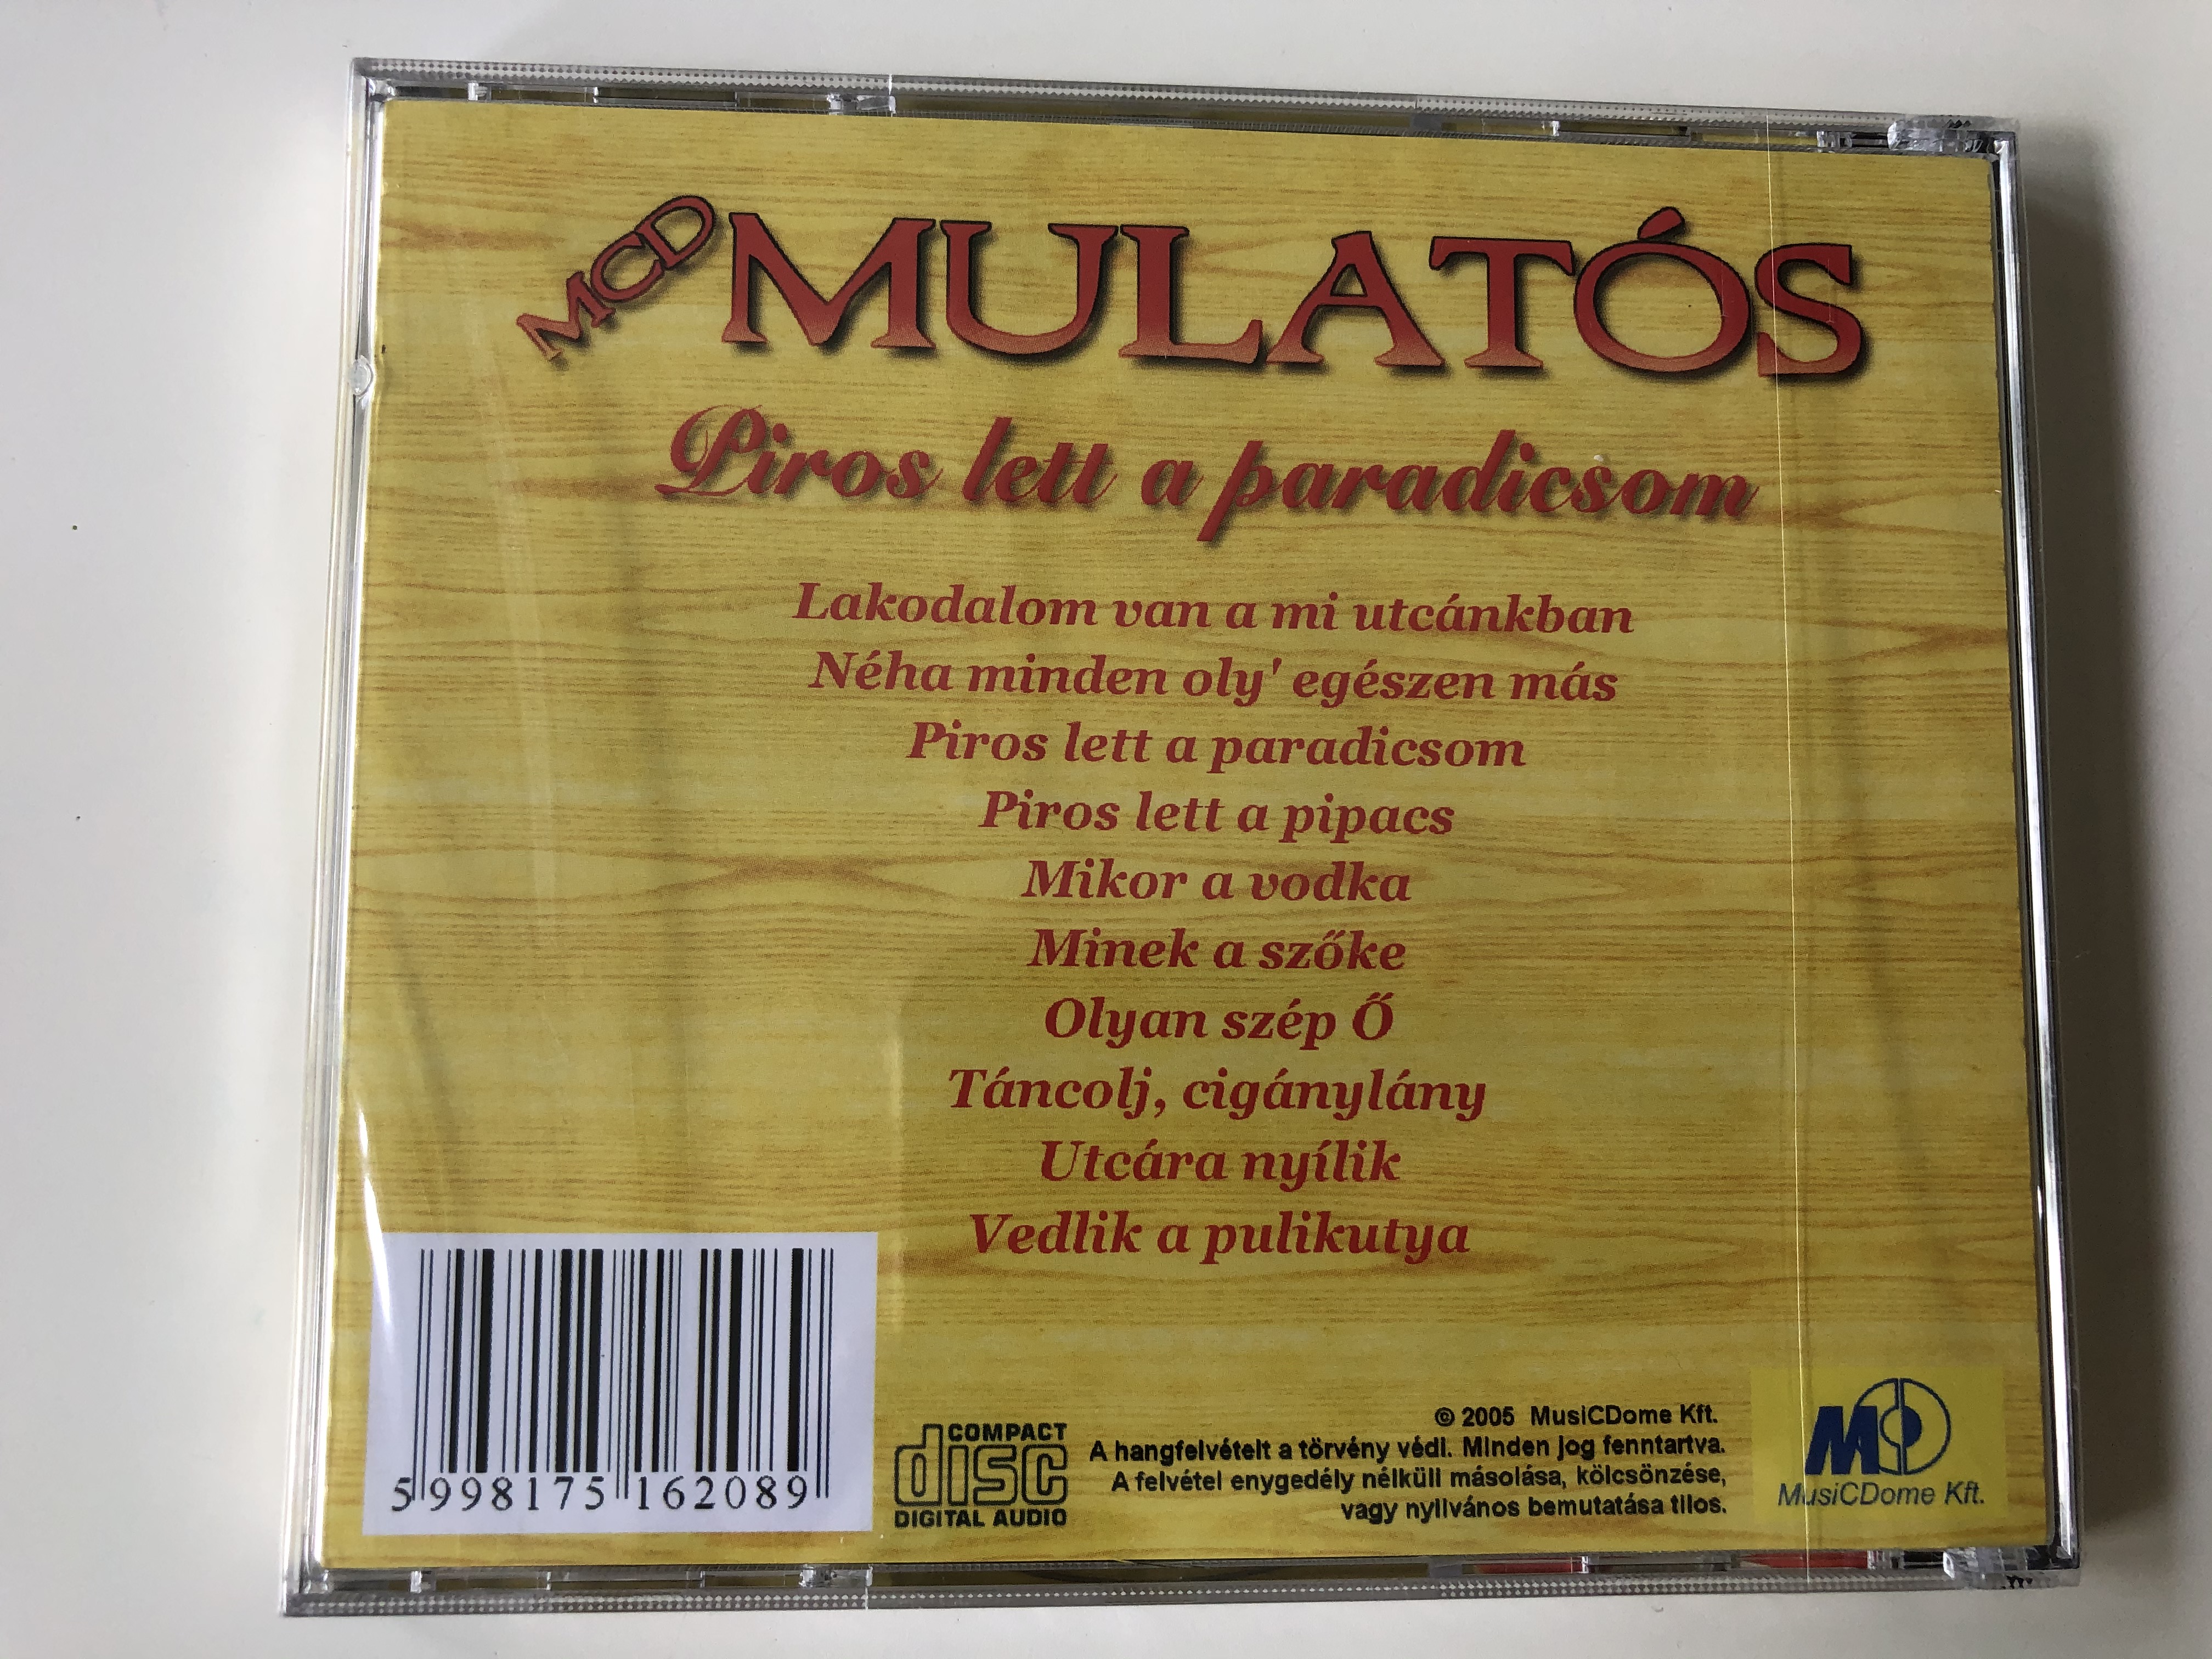 MCD MULATÓS
Piros lett a paradicsom
Lakodalom van a mi utcánkban
Néha minden oly' egészen más
Piros lett a paradicsom
Piros lett a pipacs
Mikor a vodka
Minek a szőke
Olyan szép Ő
Táncolj, cigánylány
Utcára nyílik
Vedlik a pulikutya
5 998175 162089
COMPACT
disc
DIGITAL AUDIO
© 2005 MusiCDome Kft.
A hangfelvételt a törvény védi. Minden jog fenntartva.
A felvétel enygedély nélküli másolása, kölcsönzése,
vagy nyilvános bemutatása tilos.
MD
MusiCDome Kft.